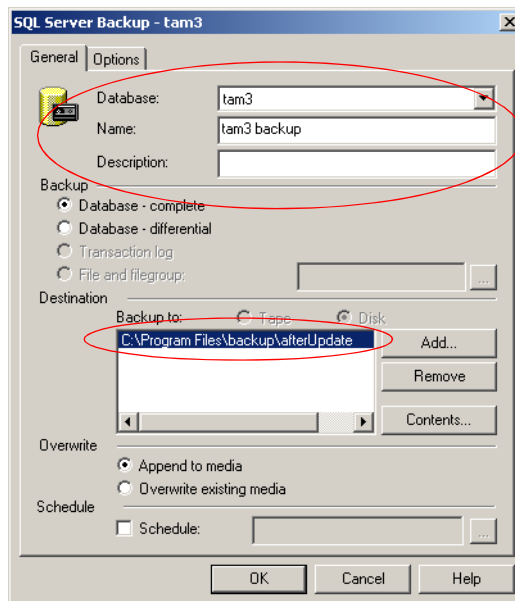 SQL Server Backup - tam3
General Options
Database: tam3
Name: tam3 backup
Description:
Backup
Database - complete
Database - differential
Transaction log
File and filegroup: ...
Destination
Backup to: Tape Disk
C:\Program Files\backup\afterUpdate
Add...
Remove
Contents...
Overwrite
Append to media
Overwrite existing media
Schedule
Schedule: ...
OK Cancel Help